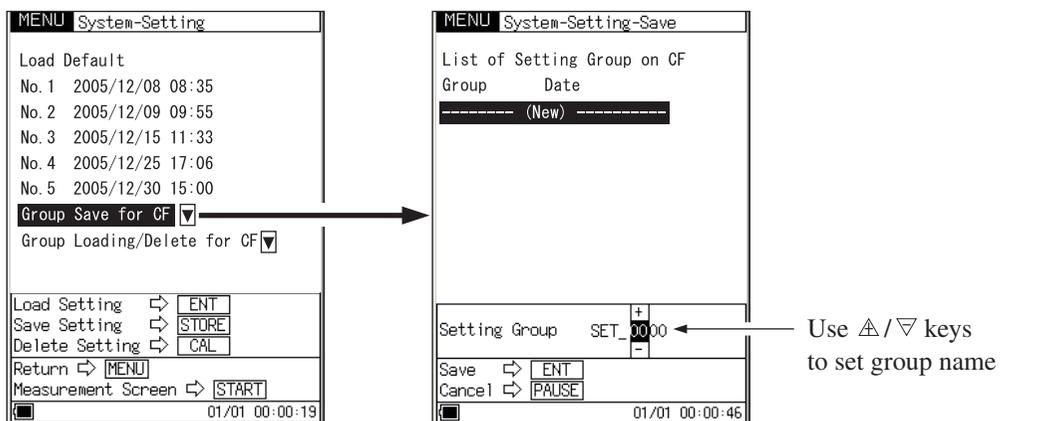 MENU System-Setting
Load Default
No. 1 2005/12/08 08:35
No. 2 2005/12/09 09:55
No. 3 2005/12/15 11:33
No. 4 2005/12/25 17:06
No. 5 2005/12/30 15:00
Group Save for CF ▼
Group Loading/Delete for CF ▼
Load Setting ⇨ ENT
Save Setting ⇨ STORE
Delete Setting ⇨ CAL
Return ⇨ MENU
Measurement Screen ⇨ START
01/01 00:00:19
MENU System-Setting-Save
List of Setting Group on CF
Group Date
-------- (New) ----------
+
Setting Group SET_0000
-
Save ⇨ ENT
Cancel ⇨ PAUSE
01/01 00:00:46
Use △/▽ keys
to set group name